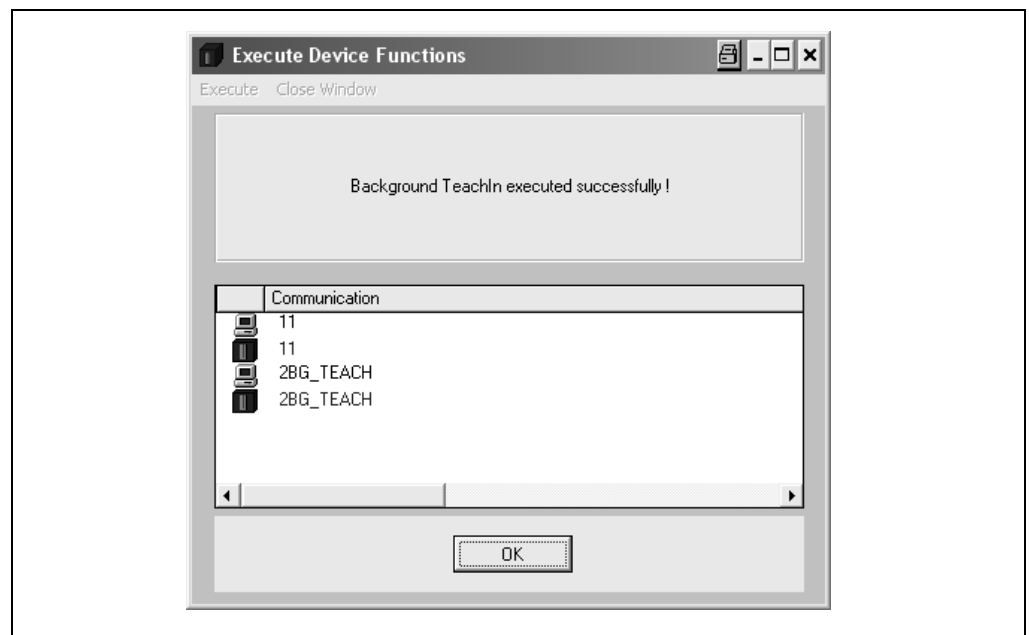 Execute Device Functions
Execute Close Window
Background TeachIn executed successfully !
Communication
11
11
2BG_TEACH
2BG_TEACH
OK